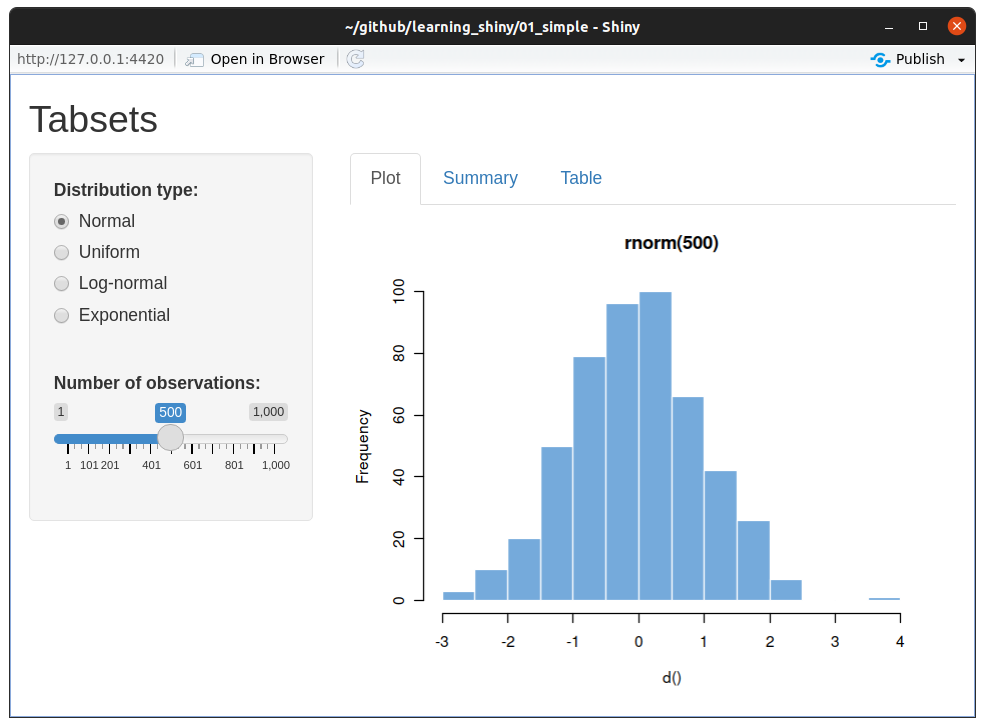 ~/github/learning_shiny/01_simple - Shiny
http://127.0.0.1:4420 Open in Browser Publish
Tabsets
Distribution type:
Normal
Uniform
Log-normal
Exponential
Number of observations:
1 500 1,000
1 101 201 401 601 801 1,000
Plot Summary Table
rnorm(500)
Frequency
100
80
60
40
20
0
-3 -2 -1 0 1 2 3 4
d()